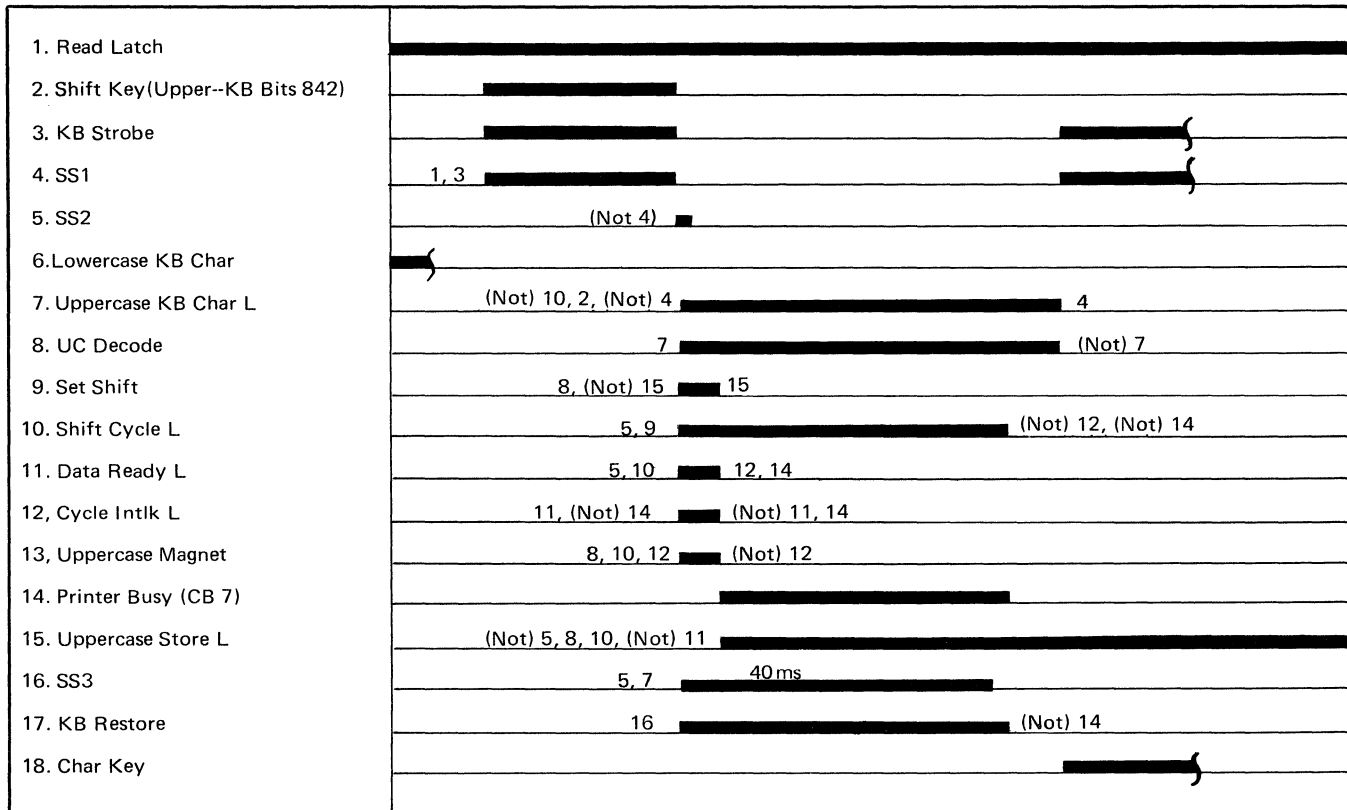 1. Read Latch
2. Shift Key(Upper--KB Bits 842)
3. KB Strobe
4. SS1 1, 3
5. SS2 (Not 4)
6.Lowercase KB Char
7. Uppercase KB Char L (Not) 10, 2, (Not) 4 4
8. UC Decode 7 (Not) 7
9. Set Shift 8, (Not) 15 15
10. Shift Cycle L 5, 9 (Not) 12, (Not) 14
11. Data Ready L 5, 10 12, 14
12, Cycle Intlk L 11, (Not) 14 (Not) 11, 14
13, Uppercase Magnet 8, 10, 12 (Not) 12
14. Printer Busy (CB 7)
15. Uppercase Store L (Not) 5, 8, 10, (Not) 11
16. SS3 5, 7 40 ms
17. KB Restore 16 (Not) 14
18. Char Key